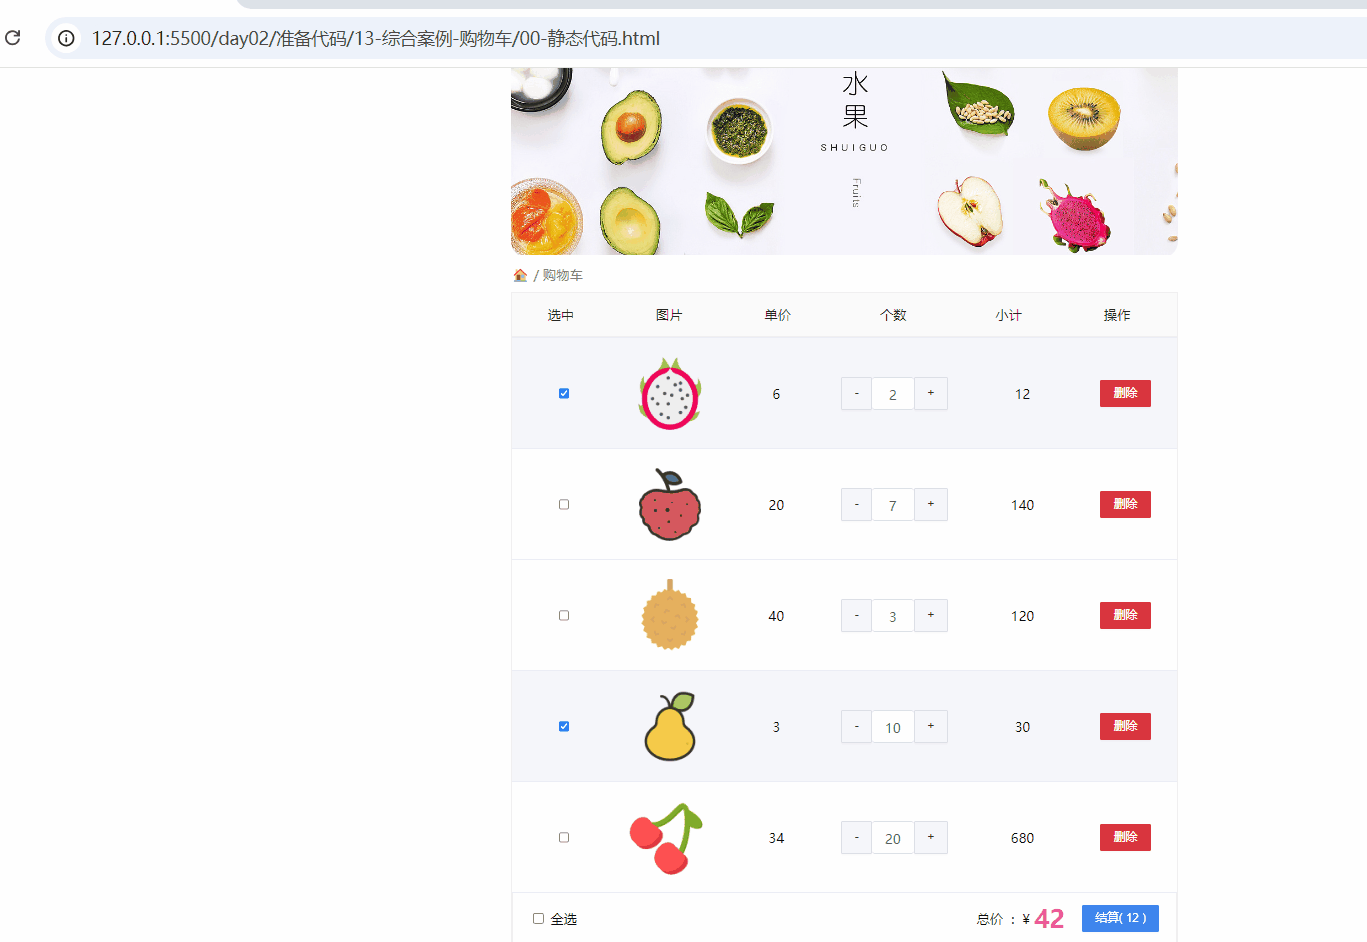 127.0.0.1:5500/day02/准备代码/13-综合案例-购物车/00-静态代码.html
水
果
SHUIGUO
Fruits
/ 购物车
选中 图片 单价 个数 小计 操作
6 - 2 + 12 删除
20 - 7 + 140 删除
40 - 3 + 120 删除
3 - 10 + 30 删除
34 - 20 + 680 删除
全选 总价 : ¥ 42 结算( 12 )